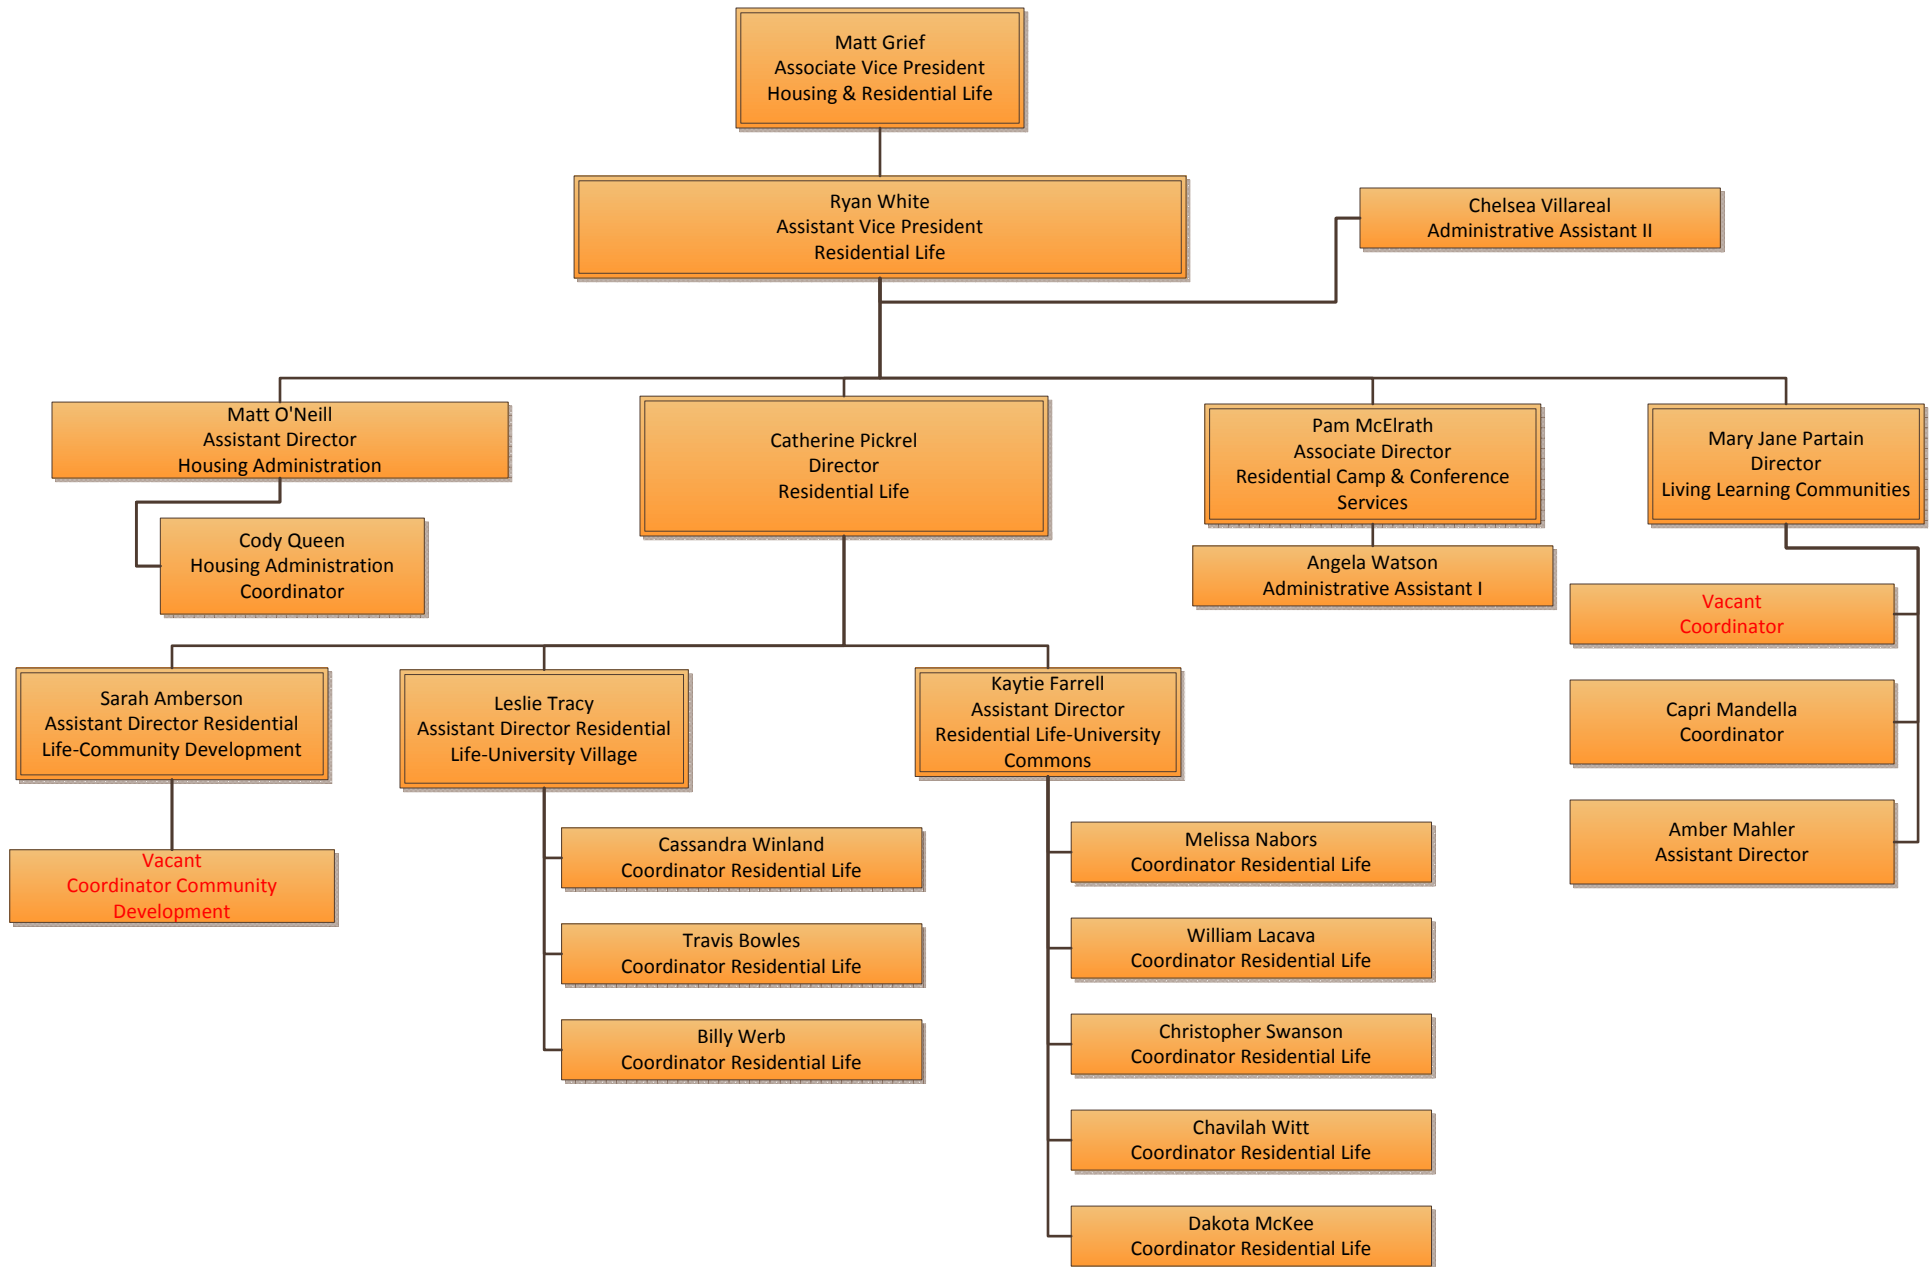 Matt Grief
Associate Vice President
Housing & Residential Life
Ryan White
Assistant Vice President
Residential Life
Chelsea Villareal
Administrative Assistant II
Matt O'Neill
Assistant Director
Housing Administration
Catherine Pickrel
Director
Residential Life
Pam McElrath
Associate Director
Residential Camp & Conference
Services
Mary Jane Partain
Director
Living Learning Communities
Cody Queen
Housing Administration
Coordinator
Angela Watson
Administrative Assistant I
Vacant
Coordinator
Capri Mandella
Coordinator
Amber Mahler
Assistant Director
Sarah Amberson
Assistant Director Residential
Life-Community Development
Leslie Tracy
Assistant Director Residential
Life-University Village
Kaytie Farrell
Assistant Director
Residential Life-University
Commons
Vacant
Coordinator Community
Development
Cassandra Winland
Coordinator Residential Life
Travis Bowles
Coordinator Residential Life
Billy Werb
Coordinator Residential Life
Melissa Nabors
Coordinator Residential Life
William Lacava
Coordinator Residential Life
Christopher Swanson
Coordinator Residential Life
Chavilah Witt
Coordinator Residential Life
Dakota McKee
Coordinator Residential Life